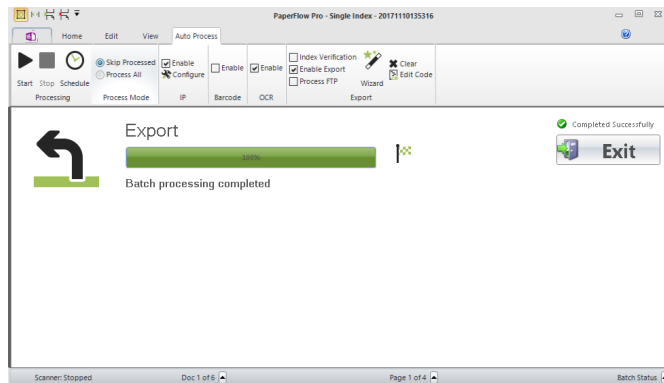 PaperFlow Pro - Single Index - 20171110135316
Home Edit View Auto Process
Start Stop Schedule
Processing
Skip Processed
Process All
Process Mode
Enable
Configure
IP
Enable
Barcode
Enable
OCR
Index Verification
Enable Export
Process FTP
Wizard
Clear
Edit Code
Export
Export
100%
Batch processing completed
Completed Successfully
Exit
Scanner: Stopped Doc 1 of 6 Page 1 of 4 Batch Status